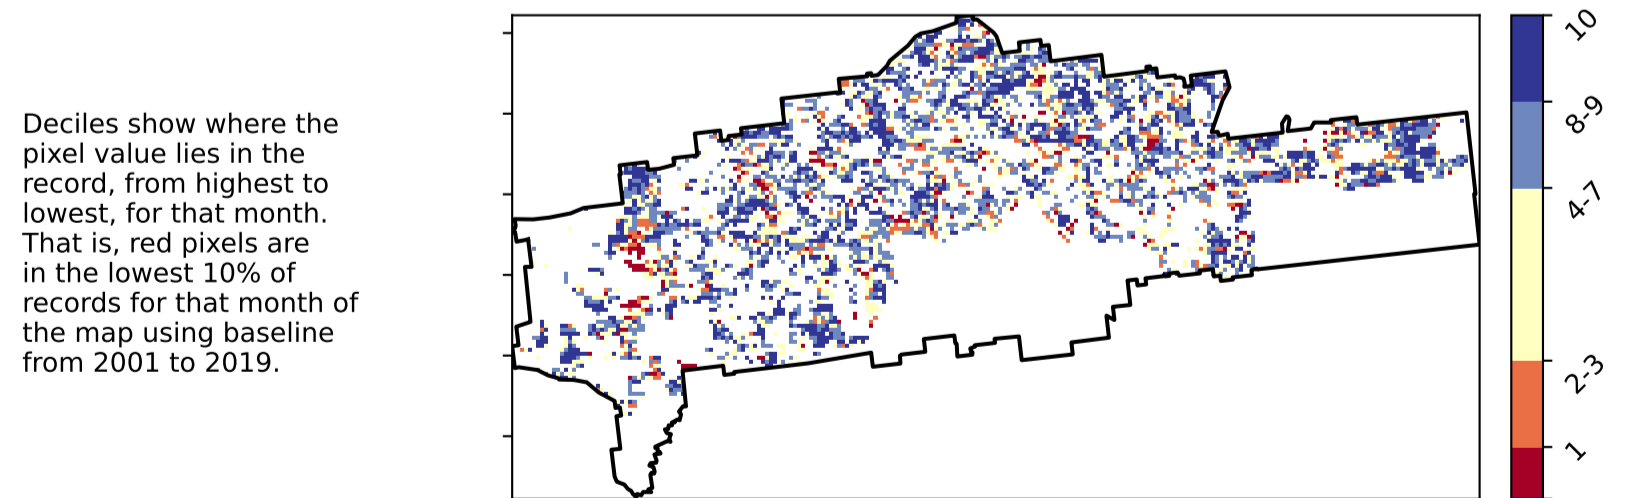 Deciles show where the
pixel value lies in the
record, from highest to
lowest, for that month.
That is, red pixels are
in the lowest 10% of
records for that month of
the map using baseline
from 2001 to 2019.
10
8-9
4-7
2-3
1